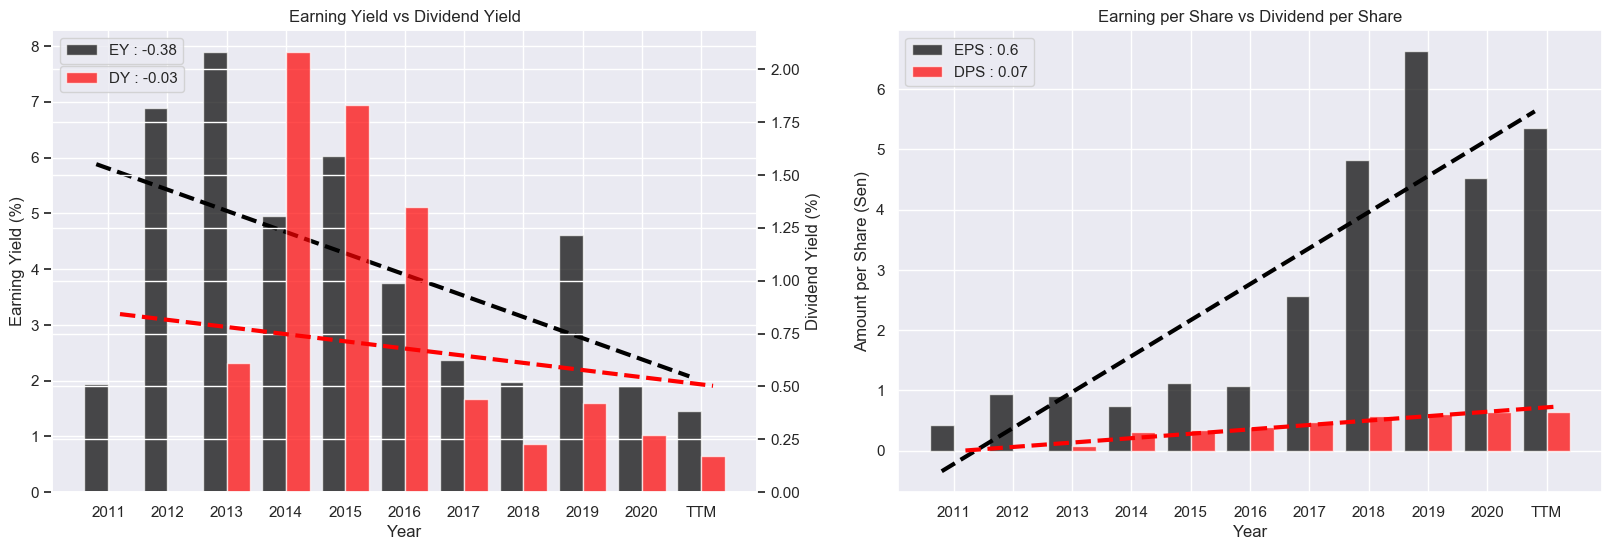 Earning Yield vs Dividend Yield
EY : -0.38
DY : -0.03
Earning Yield (%)
8
7
6
5
4
3
2
1
0
2.00
1.75
1.50
1.25
1.00
0.75
0.50
0.25
0.00
Dividend Yield (%)
2011 2012 2013 2014 2015 2016 2017 2018 2019 2020 TTM
Year
Earning per Share vs Dividend per Share
EPS : 0.6
DPS : 0.07
Amount per Share (Sen)
6
5
4
3
2
1
0
2011 2012 2013 2014 2015 2016 2017 2018 2019 2020 TTM
Year